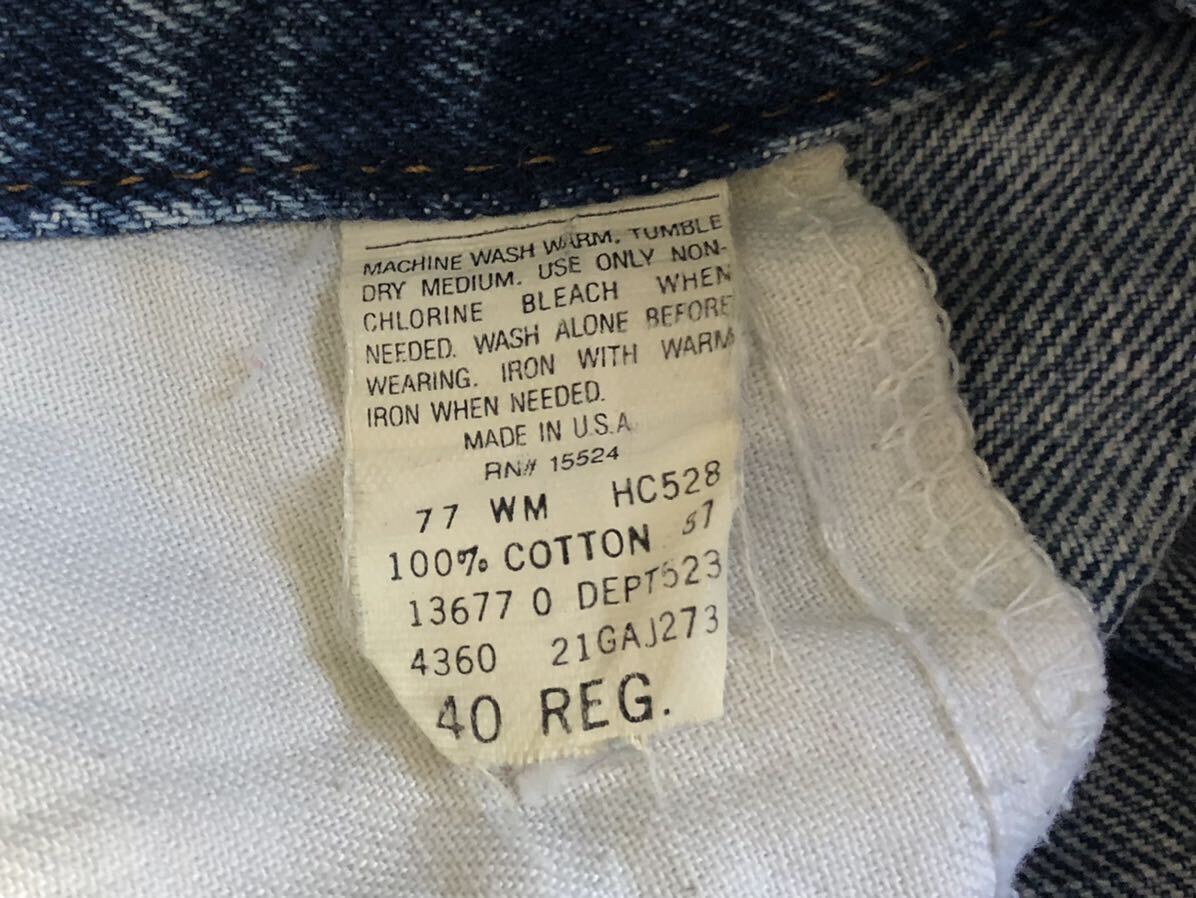 MACHINE WASH WARM. TUMBLE
DRY MEDIUM. USE ONLY NON-
CHLORINE BLEACH WHEN
NEEDED. WASH ALONE BEFORE
WEARING. IRON WITH WARM
IRON WHEN NEEDED.
MADE IN U.S.A.
RN# 15524
77 WM HC528
100% COTTON 57
13677 0 DEPT523
4360 21GAJ273
40 REG.